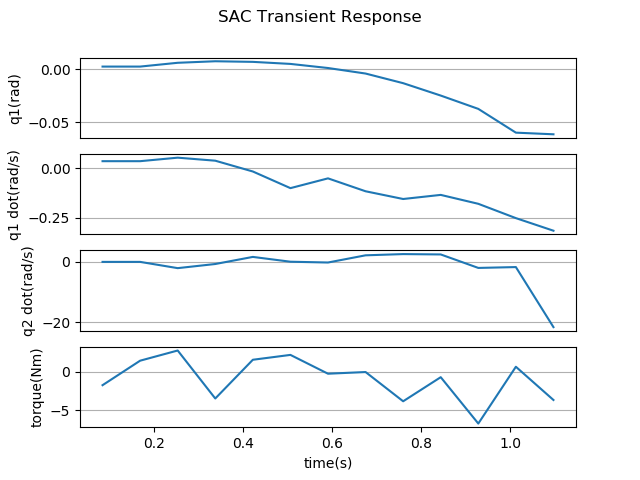 SAC Transient Response
q1(rad)
0.00
−0.05
q1 dot(rad/s)
0.00
−0.25
q2 dot(rad/s)
0
−20
torque(Nm)
0
−5
0.2 0.4 0.6 0.8 1.0
time(s)